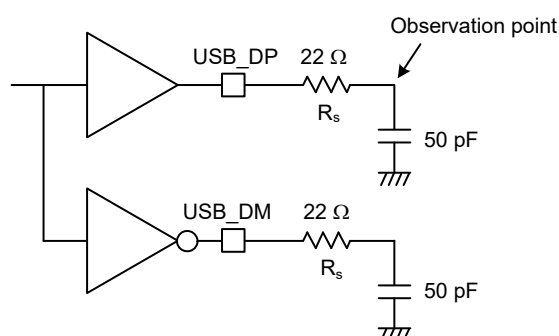 Observation point
USB_DP
22 Ω
Rs
50 pF
USB_DM
22 Ω
Rs
50 pF